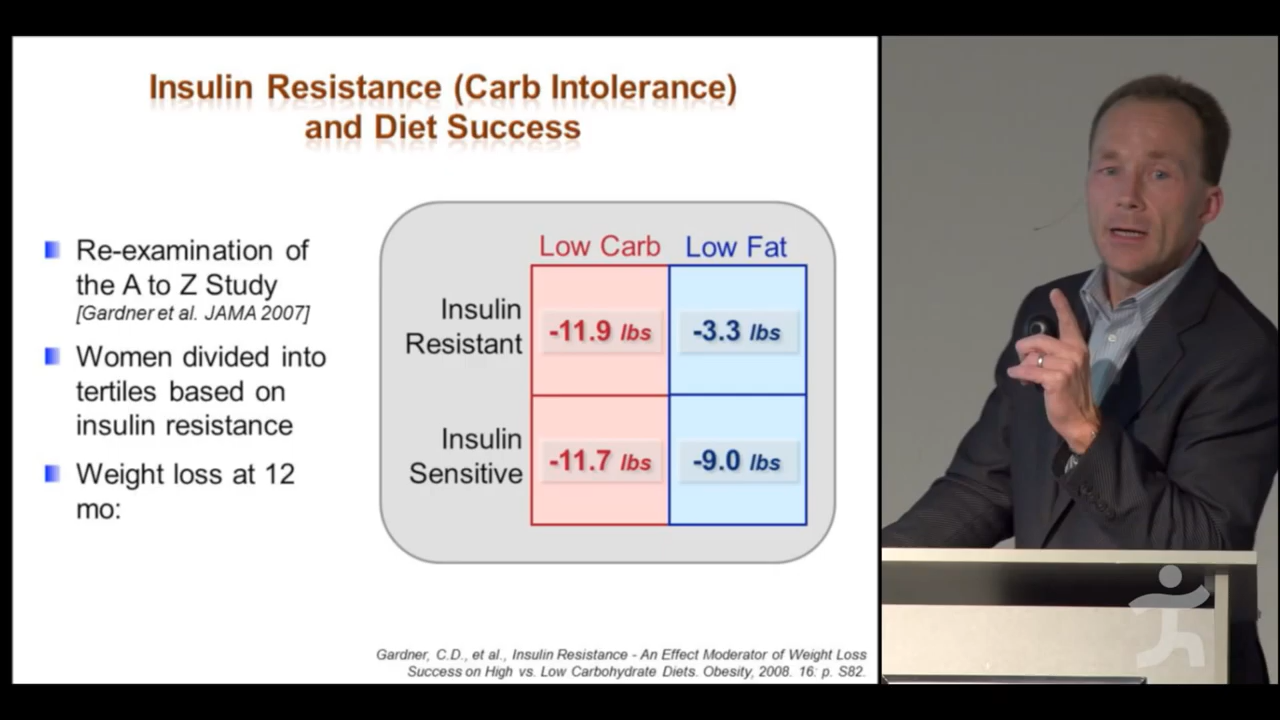 Insulin Resistance (Carb Intolerance)
and Diet Success
Re-examination of
the A to Z Study
[Gardner et al. JAMA 2007]
Women divided into
tertiles based on
insulin resistance
Weight loss at 12
mo:
Low Carb Low Fat
Insulin
Resistant
-11.9 lbs -3.3 lbs
Insulin
Sensitive
-11.7 lbs -9.0 lbs
Gardner, C.D., et al., Insulin Resistance - An Effect Moderator of Weight Loss
Success on High vs. Low Carbohydrate Diets. Obesity, 2008. 16: p. S82.